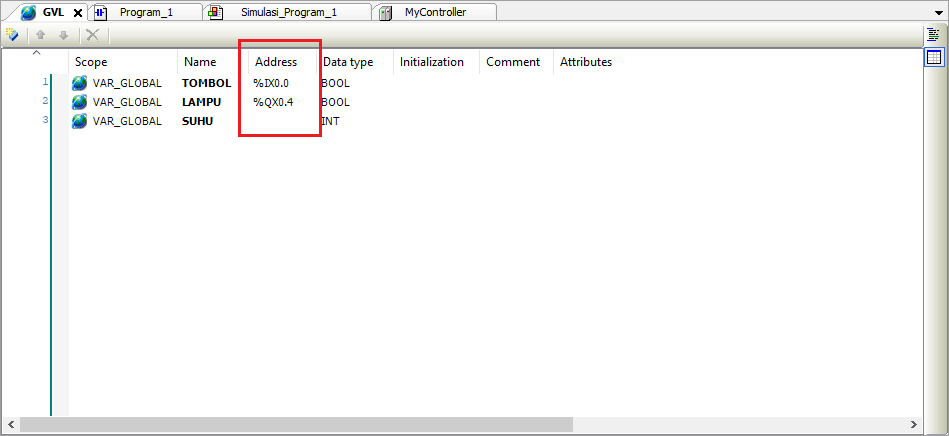 GVL Program_1 Simulasi_Program_1 MyController
Scope Name Address Data type Initialization Comment Attributes
1 VAR_GLOBAL TOMBOL %IX0.0 BOOL
2 VAR_GLOBAL LAMPU %QX0.4 BOOL
3 VAR_GLOBAL SUHU INT